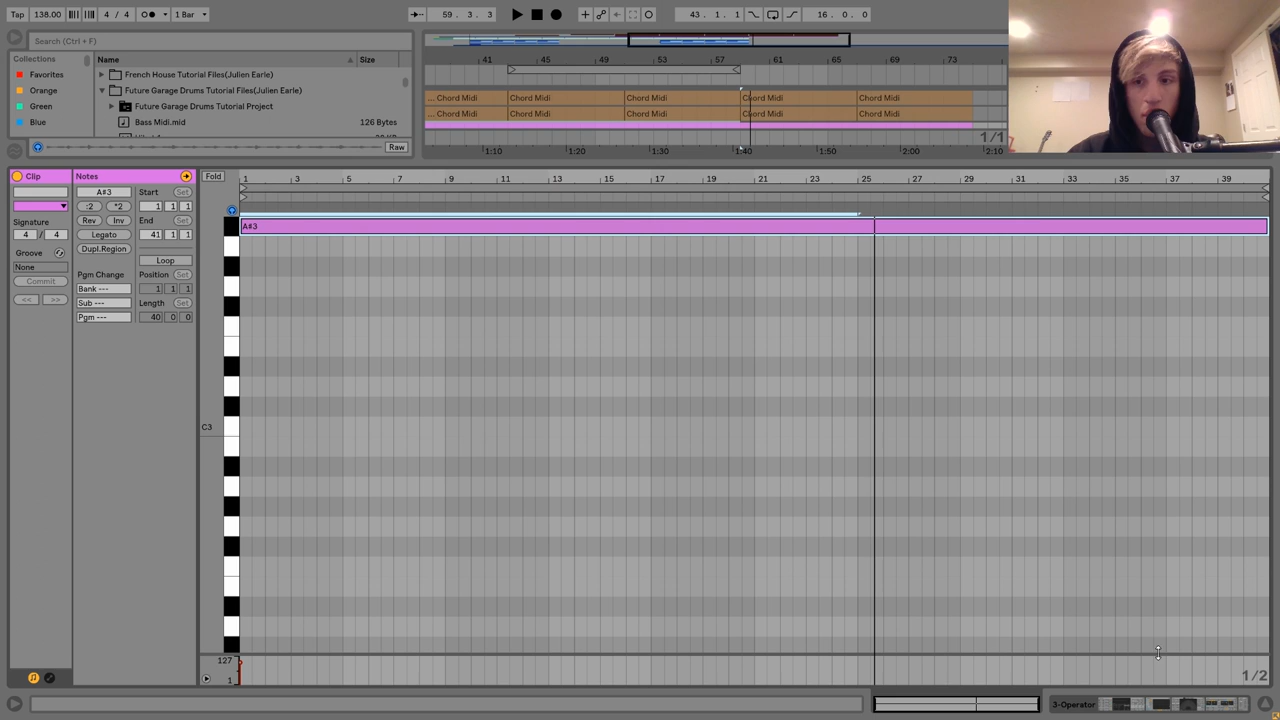 Tap 138.00 4 / 4 1 Bar 59 . 3 . 3 43 . 1 . 1 16 . 0 . 0
Search (Ctrl + F)
Collections Name Size
Favorites French House Tutorial Files(Julien Earle)
Orange Future Garage Drums Tutorial Files(Julien Earle)
Green Future Garage Drums Tutorial Project
Blue Bass Midi.mid 126 Bytes
Raw
41 45 49 53 57 61 65 69 73
... Chord Midi Chord Midi Chord Midi Chord Midi Chord Midi
... Chord Midi Chord Midi Chord Midi Chord Midi Chord Midi
1/1
1:10 1:20 1:30 1:40 1:50 2:00 2:10
Clip Notes Fold 1 3 5 7 9 11 13 15 17 19 21 23 25 27 29 31 33 35 37 39
A#3 Start Set
:2 *2 1 1 1
Signature Rev Inv End Set
4 / 4 Legato 41 1 1
Groove Dupl.Region
None Loop
Commit Pgm Change Position Set
<< >> Bank --- 1 1 1
Sub --- Length Set
Pgm --- 40 0 0
A#3
C3
127
1
1/2
3-Operator